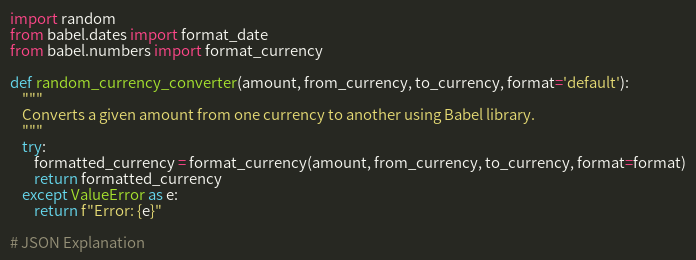 import random
from babel.dates import format_date
from babel.numbers import format_currency

def random_currency_converter(amount, from_currency, to_currency, format='default'):
    """
    Converts a given amount from one currency to another using Babel library.
    """
    try:
        formatted_currency = format_currency(amount, from_currency, to_currency, format=format)
        return formatted_currency
    except ValueError as e:
        return f"Error: {e}"

# JSON Explanation